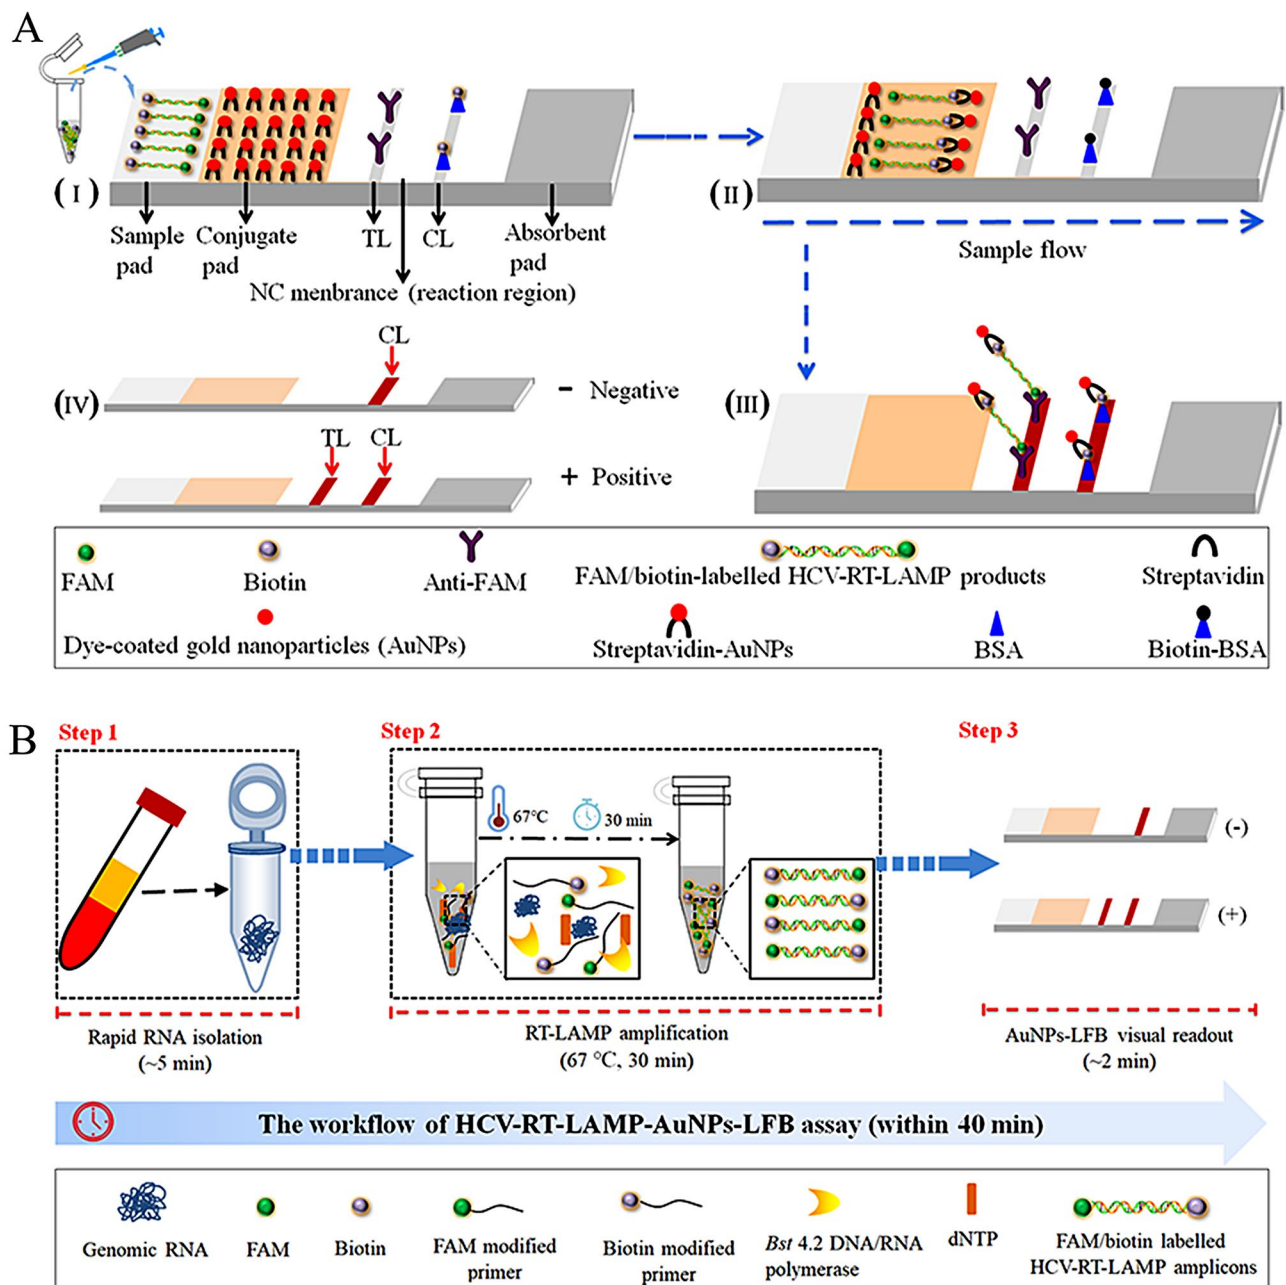 A
(I)
Sample pad
Conjugate pad
TL
CL
Absorbent pad
NC menbrance (reaction region)
(II)
Sample flow
(IV)
CL
- Negative
TL
CL
+ Positive
(III)
FAM
Biotin
Anti-FAM
FAM/biotin-labelled HCV-RT-LAMP products
Streptavidin
Dye-coated gold nanoparticles (AuNPs)
Streptavidin-AuNPs
BSA
Biotin-BSA
B
Step 1
Step 2
Step 3
67°C
30 min
(-)
(+)
Rapid RNA isolation
(~5 min)
RT-LAMP amplification
(67 °C, 30 min)
AuNPs-LFB visual readout
(~2 min)
The workflow of HCV-RT-LAMP-AuNPs-LFB assay (within 40 min)
Genomic RNA
FAM
Biotin
FAM modified
primer
Biotin modified
primer
Bst 4.2 DNA/RNA
polymerase
dNTP
FAM/biotin labelled
HCV-RT-LAMP amplicons